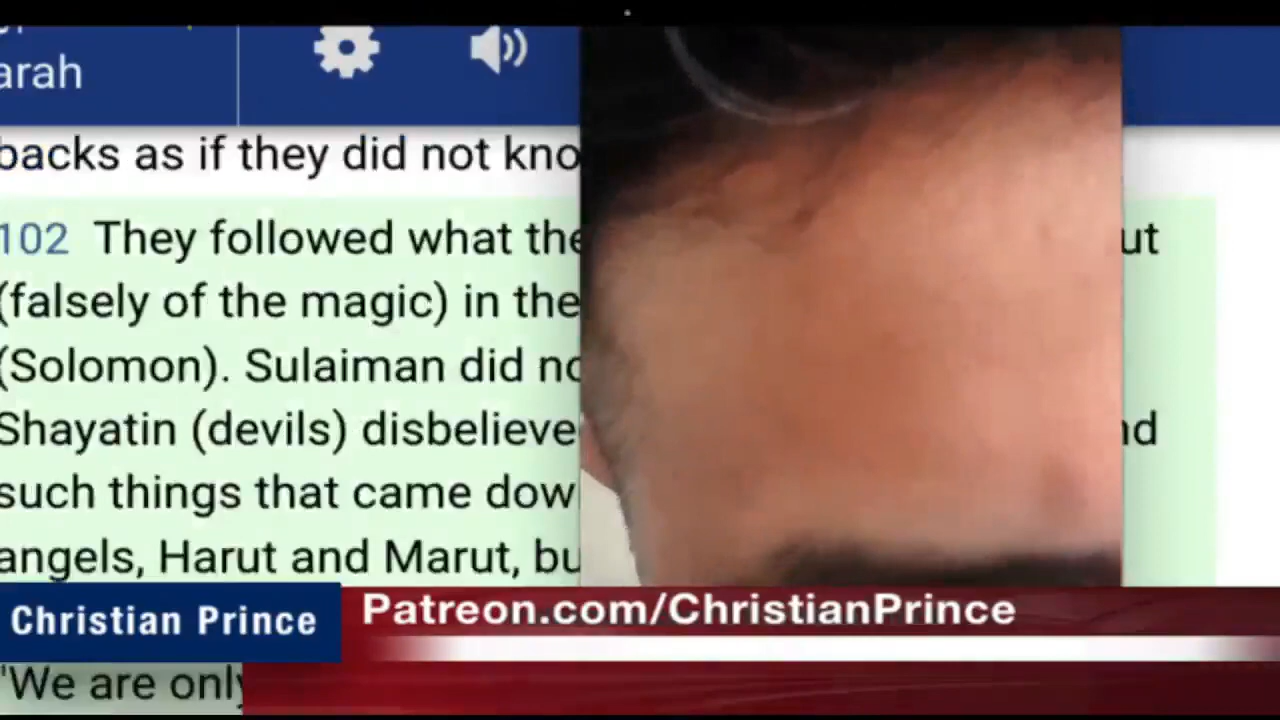 arah
backs as if they did not kno
102 They followed what the ut
(falsely of the magic) in the
(Solomon). Sulaiman did no
Shayatin (devils) disbelieve nd
such things that came dow
angels, Harut and Marut, bu
Christian Prince
Patreon.com/ChristianPrince
"We are only